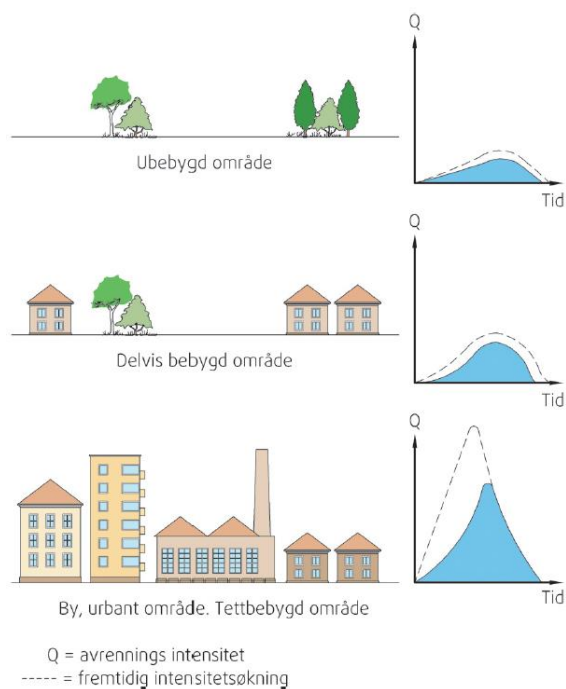 Q
Ubebygd område
Tid
Q
Delvis bebygd område
Tid
Q
By, urbant område. Tettbebygd område
Tid
Q = avrennings intensitet
----- = fremtidig intensitetsøkning